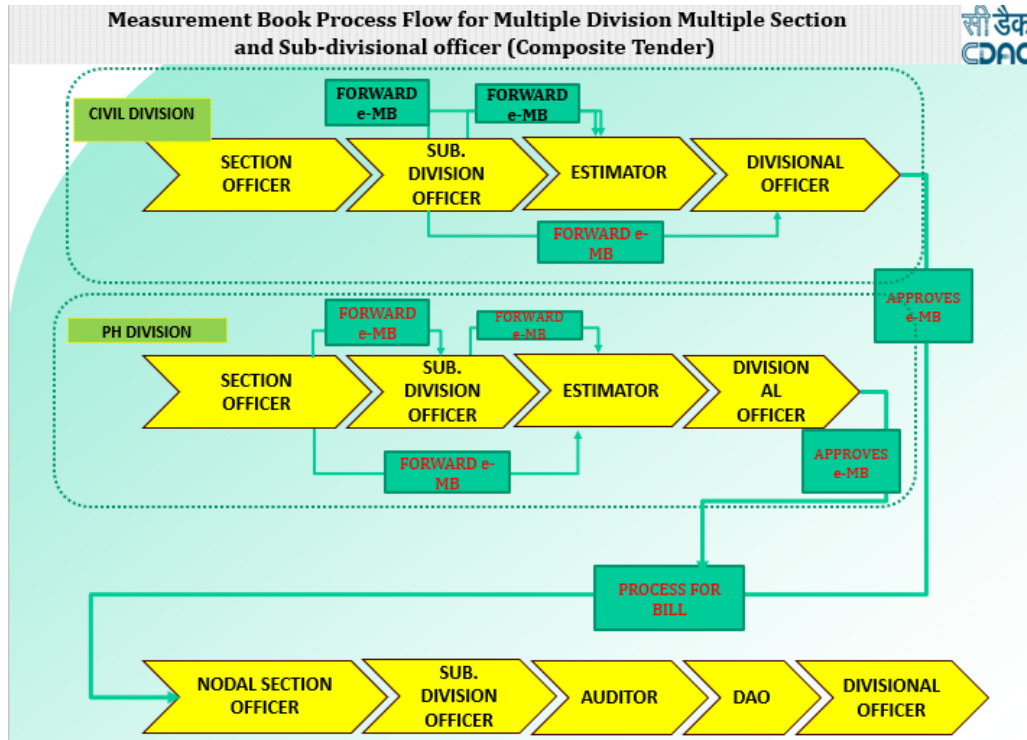 Measurement Book Process Flow for Multiple Division Multiple Section
and Sub-divisional officer (Composite Tender)
सी डैक
CDAC
CIVIL DIVISION
FORWARD
e-MB
FORWARD
e-MB
SECTION
OFFICER
SUB.
DIVISION
OFFICER
ESTIMATOR
DIVISIONAL
OFFICER
FORWARD e-
MB
APPROVES
e-MB
PH DIVISION
FORWARD
e-MB
FORWARD
e-MB
SECTION
OFFICER
SUB.
DIVISION
OFFICER
ESTIMATOR
DIVISION
AL
OFFICER
FORWARD e-
MB
APPROVES
e-MB
PROCESS FOR
BILL
NODAL SECTION
OFFICER
SUB.
DIVISION
OFFICER
AUDITOR
DAO
DIVISIONAL
OFFICER